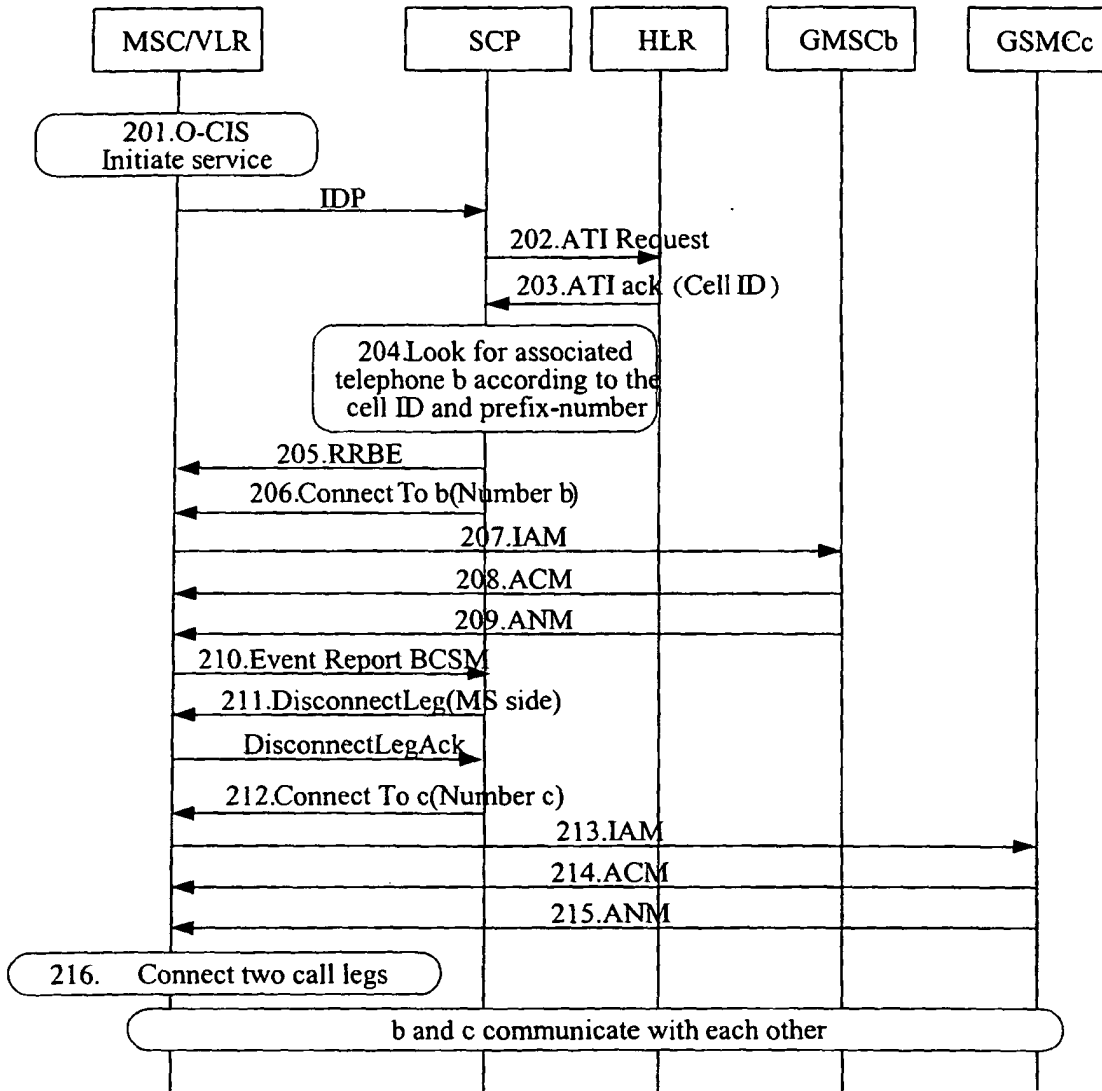 MSC/VLR
SCP
HLR
GMSCb
GSMCc
201.O-CIS
Initiate service
IDP
202.ATI Request
203.ATI ack (Cell ID)
204.Look for associated
telephone b according to the
cell ID and prefix-number
205.RRBE
206.Connect To b(Number b)
207.IAM
208.ACM
209.ANM
210.Event Report BCSM
211.DisconnectLeg(MS side)
DisconnectLegAck
212.Connect To c(Number c)
213.IAM
214.ACM
215.ANM
216. Connect two call legs
b and c communicate with each other